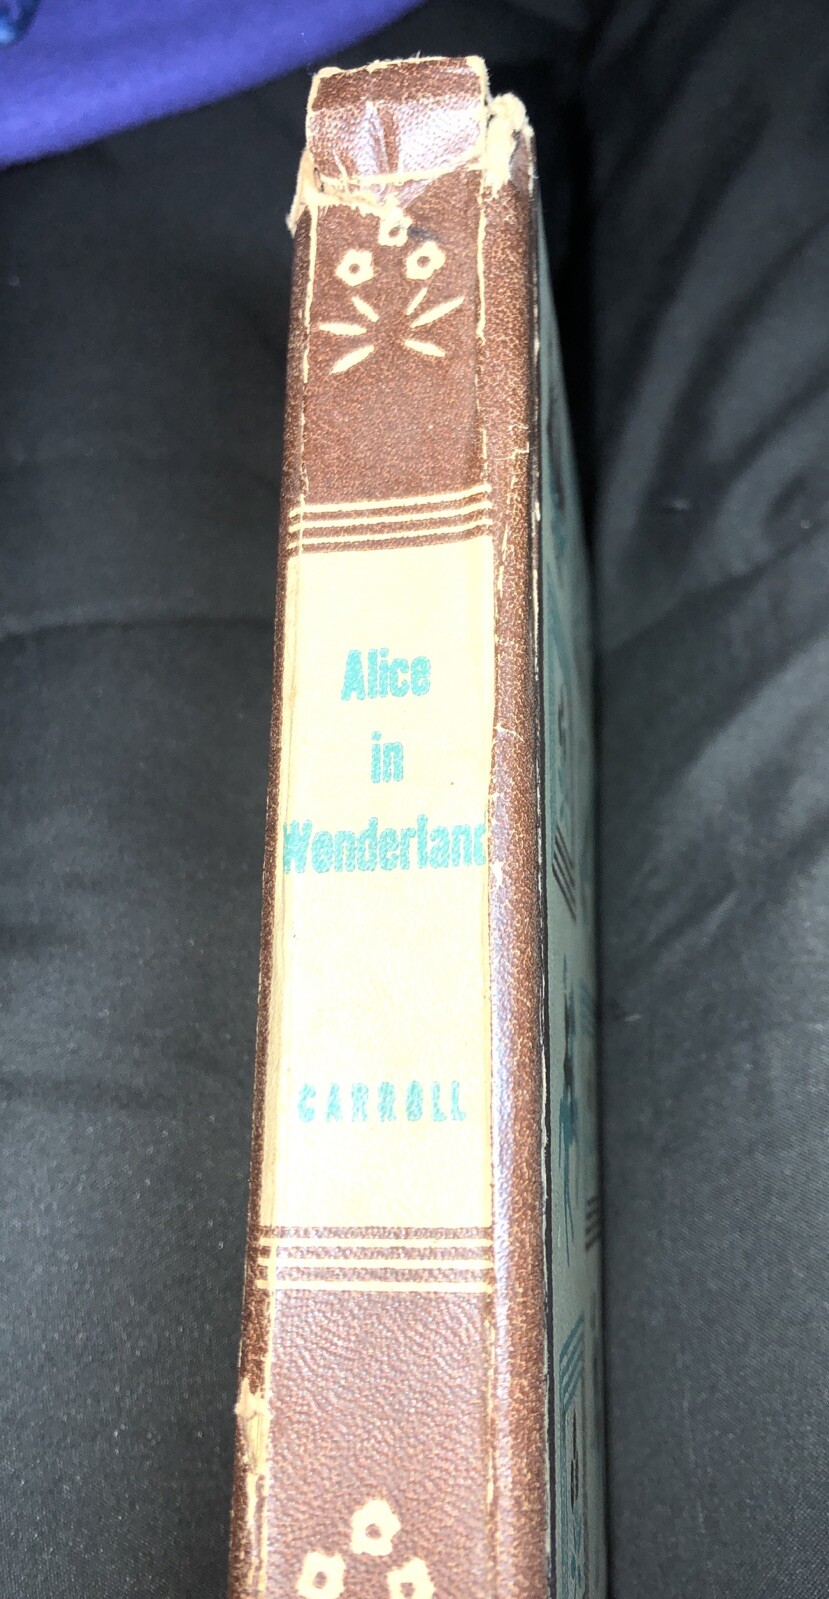 Alice
in
Wonderland
CARROLL